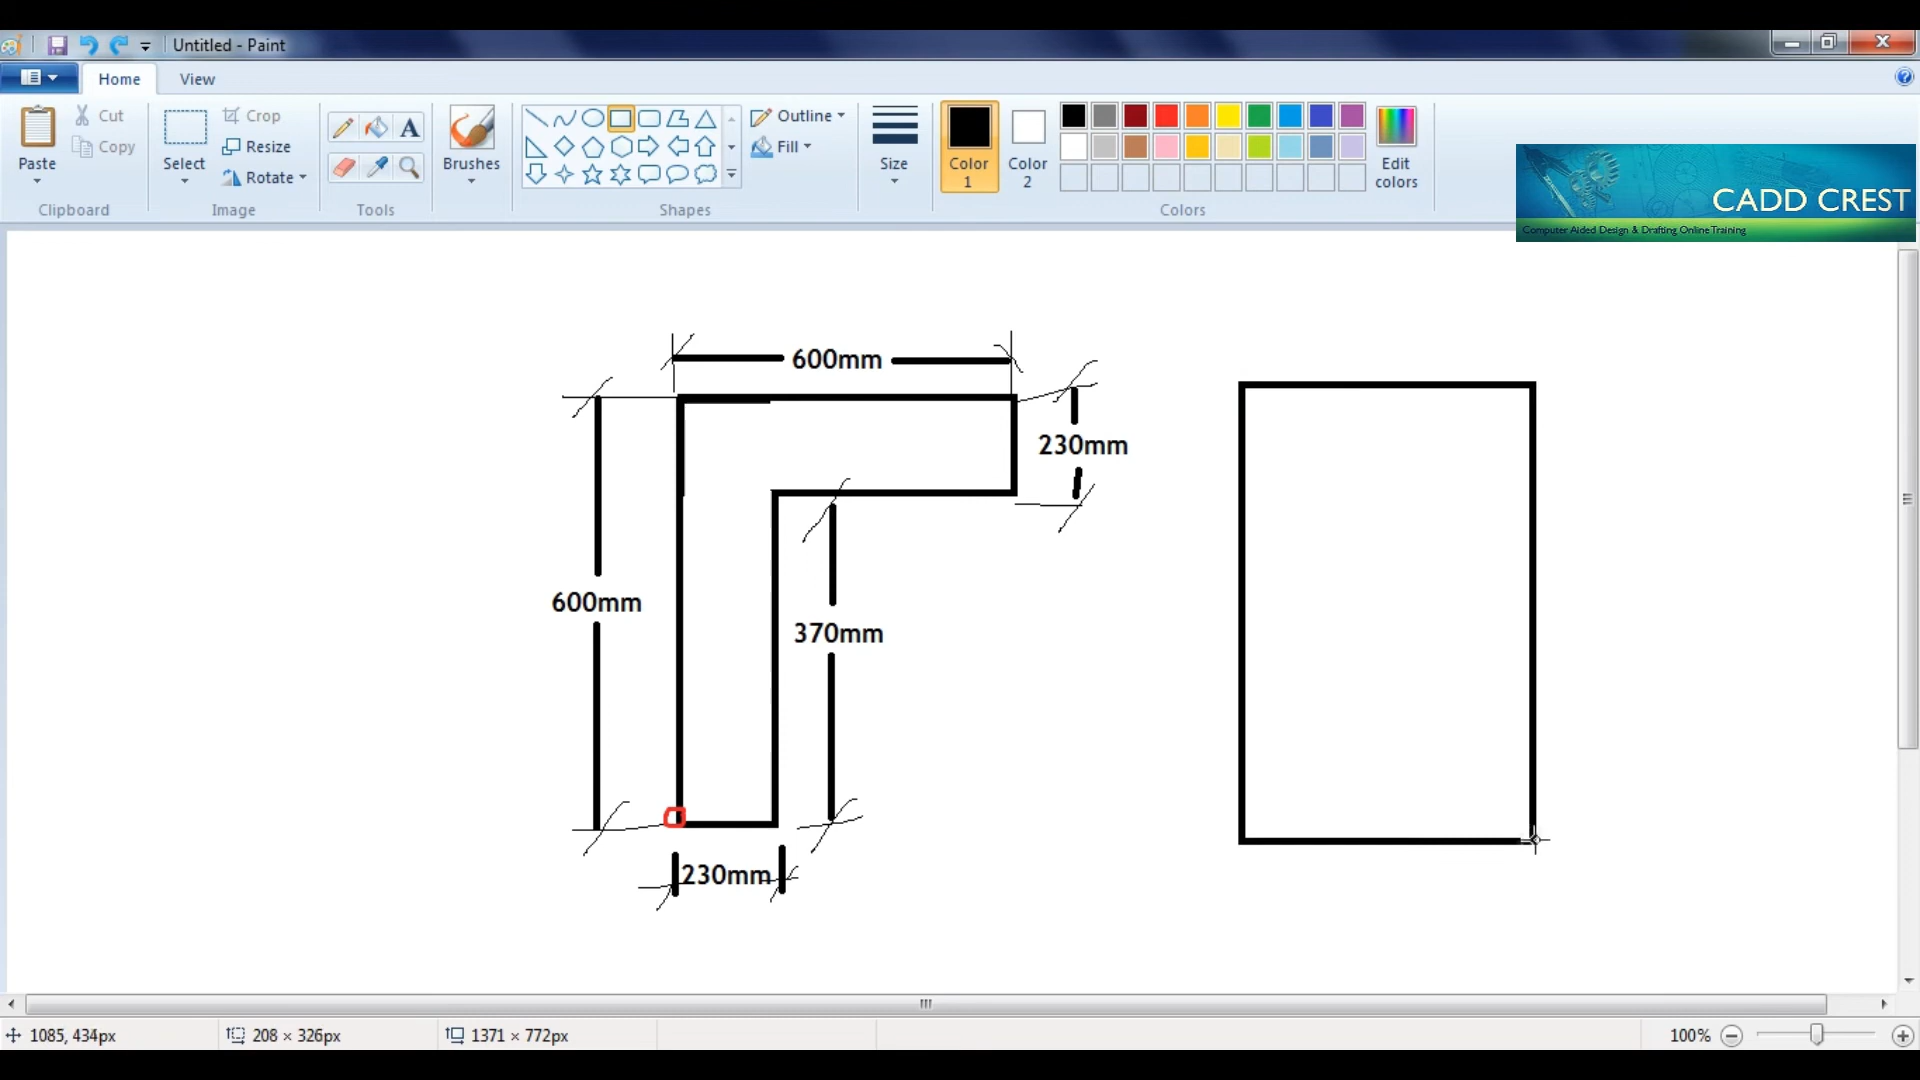 Untitled - Paint
Home View
Paste Cut Copy
Select Crop Resize Rotate
A
Brushes
Outline Fill
Size
Color 1 Color 2
Edit colors
Clipboard Image Tools Shapes Colors
CADD CREST
Computer Aided Design & Drafting Online Training
600mm
230mm
600mm
370mm
230mm
1085, 434px 208 × 326px 1371 × 772px 100%